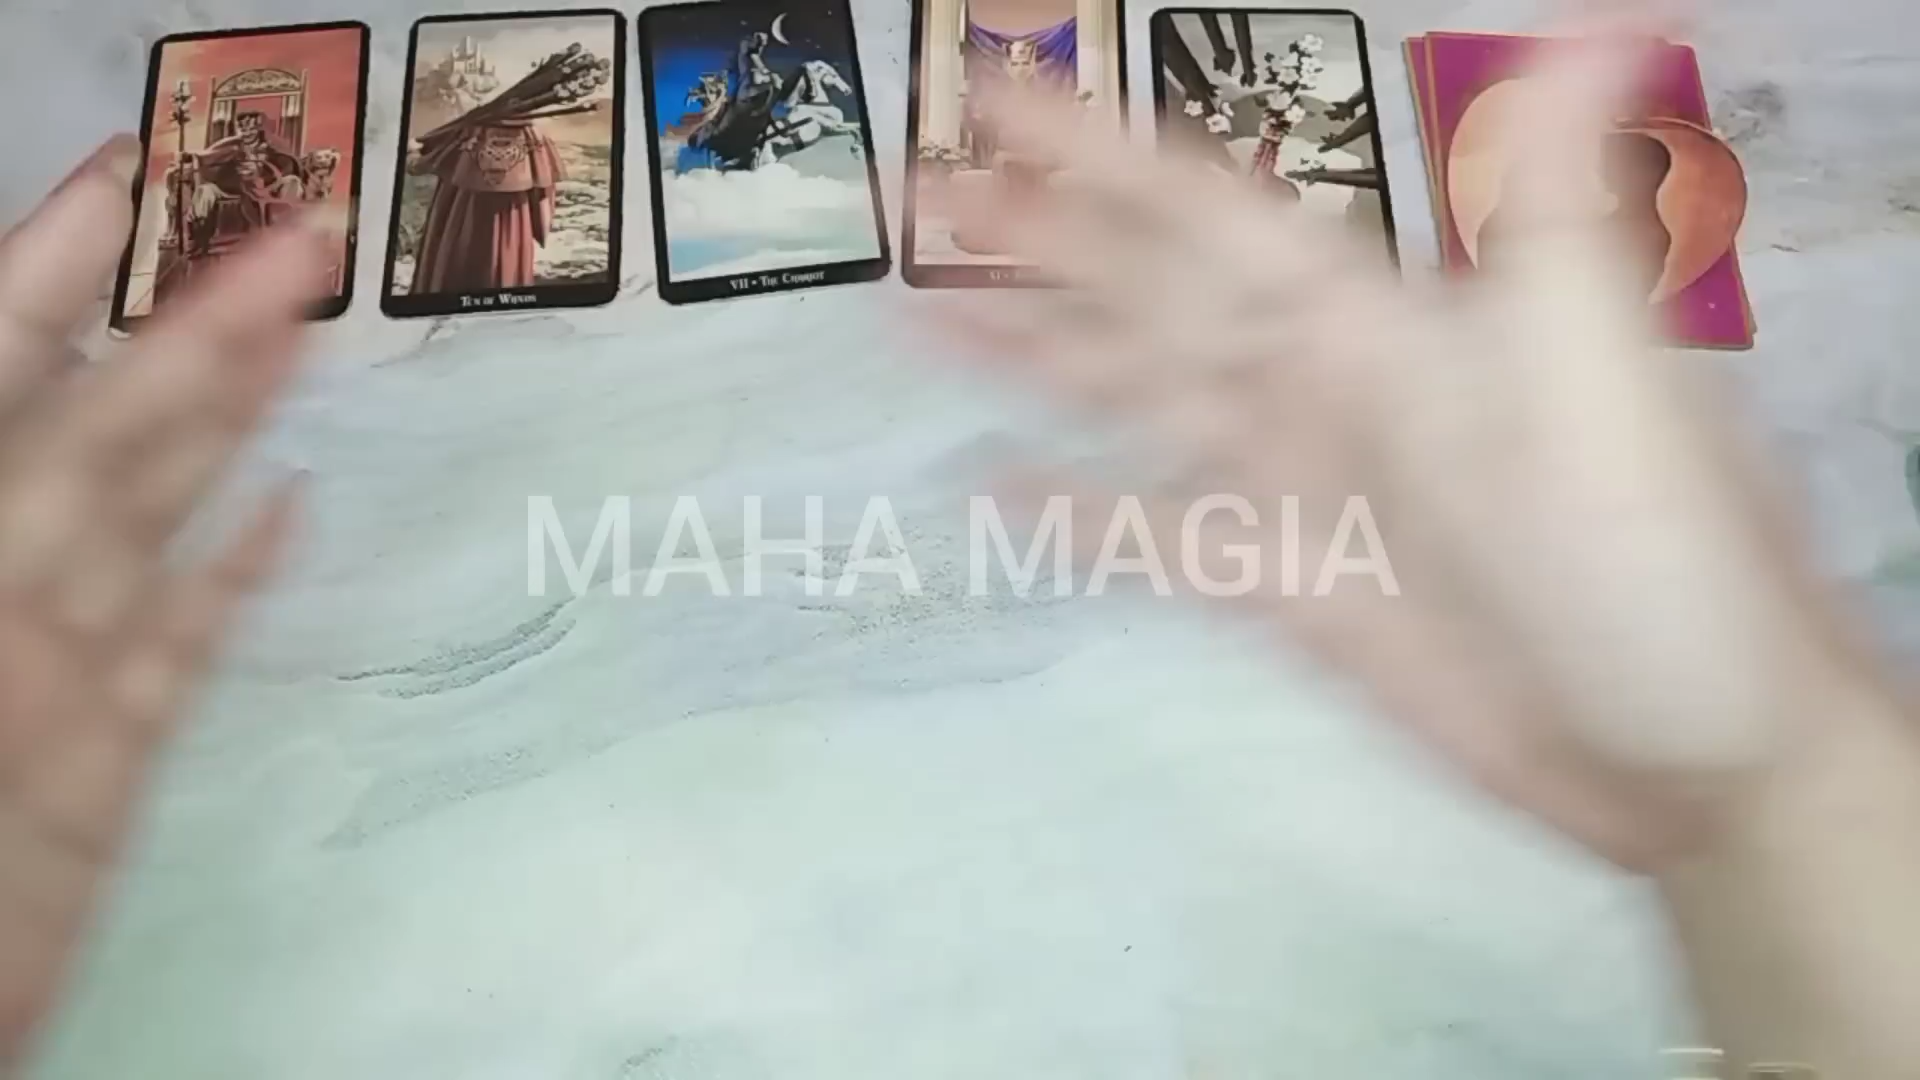 TEN OF WANDS
VII • THE CHARIOT
MAHA MAGIA